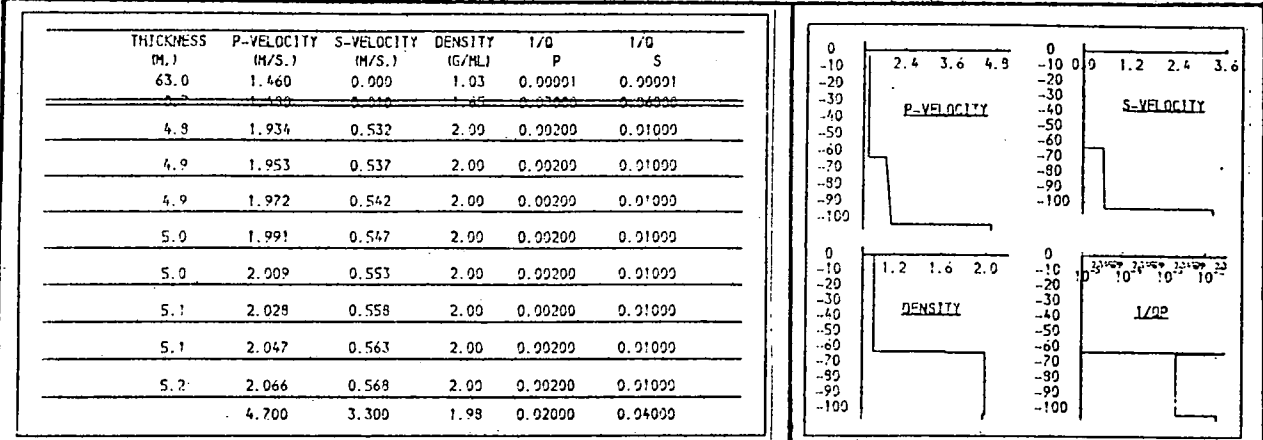 THICKNESS P-VELOCITY S-VELOCITY DENSITY 1/Q 1/Q
(M.) (M/S.) (M/S.) (G/ML) P S
63.0 1.460 0.000 1.03 0.00001 0.00001
4.8 1.934 0.532 2.00 0.00200 0.01000
4.9 1.953 0.537 2.00 0.00200 0.01000
4.9 1.972 0.542 2.00 0.00200 0.01000
5.0 1.991 0.547 2.00 0.00200 0.01000
5.0 2.009 0.553 2.00 0.00200 0.01000
5.1 2.028 0.558 2.00 0.00200 0.01000
5.1 2.047 0.563 2.00 0.00200 0.01000
5.2 2.066 0.568 2.00 0.00200 0.01000
4.700 3.300 1.98 0.02000 0.04000
0
-10 2.4 3.6 4.8
-20
-30
-40 P-VELOCITY
-50
-60
-70
-80
-90
-100
0
-10 0.0 1.2 2.4 3.6
-20
-30
-40 S-VELOCITY
-50
-60
-70
-80
-90
-100
0
-10 1.2 1.6 2.0
-20
-30
-40 DENSITY
-50
-60
-70
-80
-90
-100
0
-10
-20
-30
-40 1/QP
-50
-60
-70
-80
-90
-100